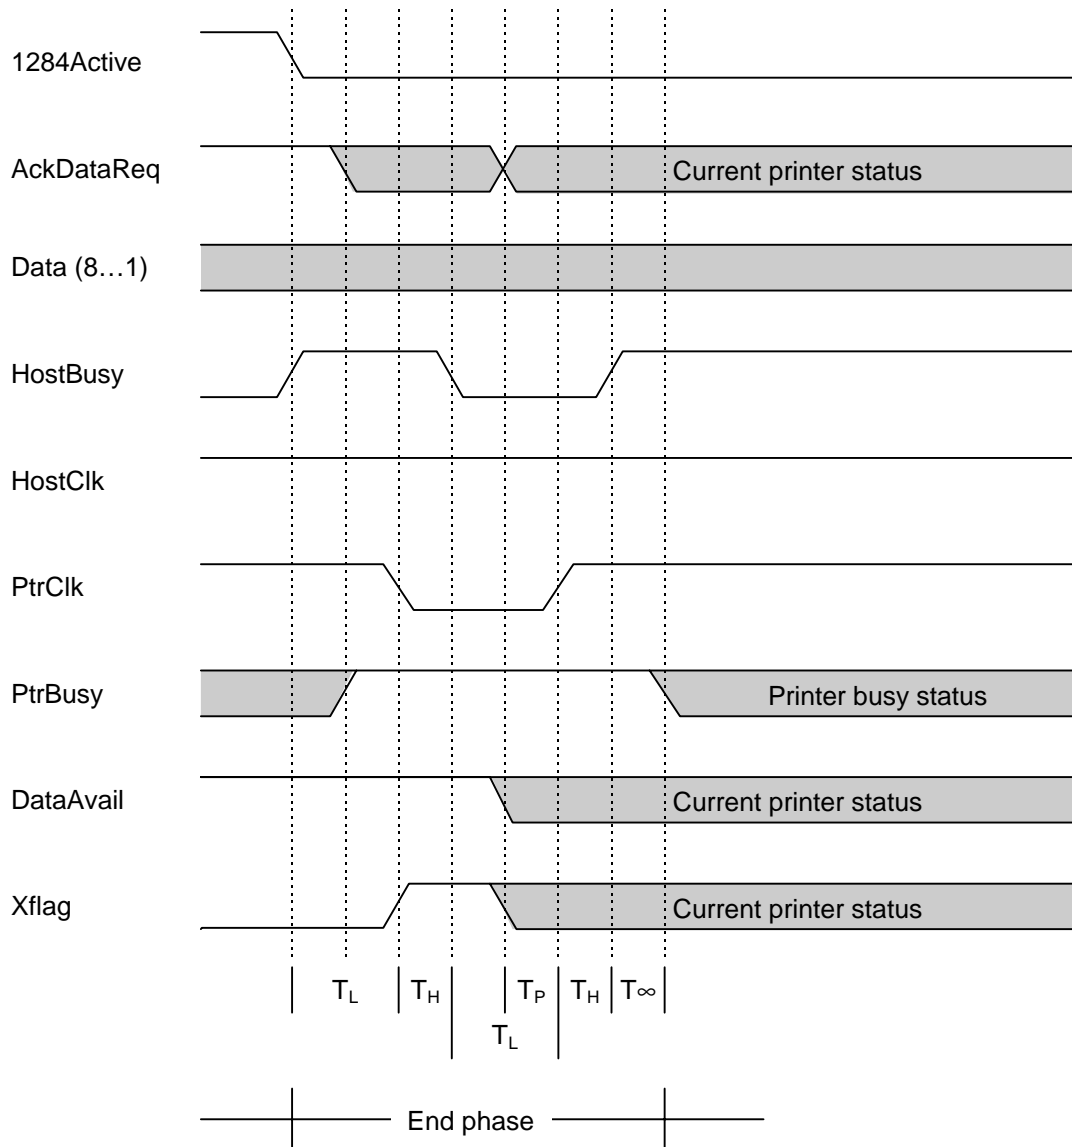 1284Active
AckDataReq
Current printer status
Data (8…1)
HostBusy
HostClk
PtrClk
PtrBusy
Printer busy status
DataAvail
Current printer status
Xflag
Current printer status
TL TH TP TH T∞
TL
End phase